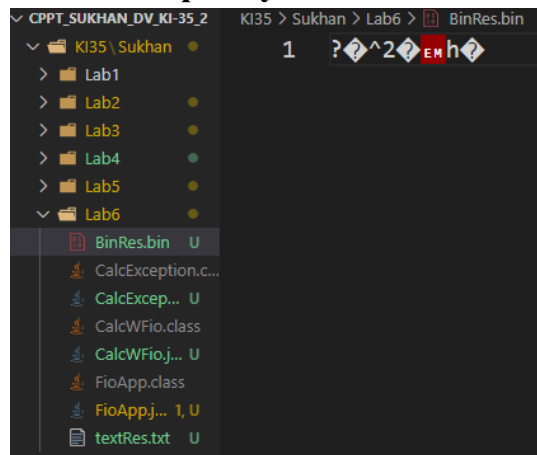 CPPT_SUKHAN_DV_KI-35_2
KI35 \ Sukhan
Lab1
Lab2
Lab3
Lab4
Lab5
Lab6
BinRes.bin U
CalcException.c...
CalcExcep... U
CalcWFio.class
CalcWFio.j... U
FioApp.class
FioApp.j... 1, U
textRes.txt U
KI35 > Sukhan > Lab6 > BinRes.bin
1 ?�^2�EMh�